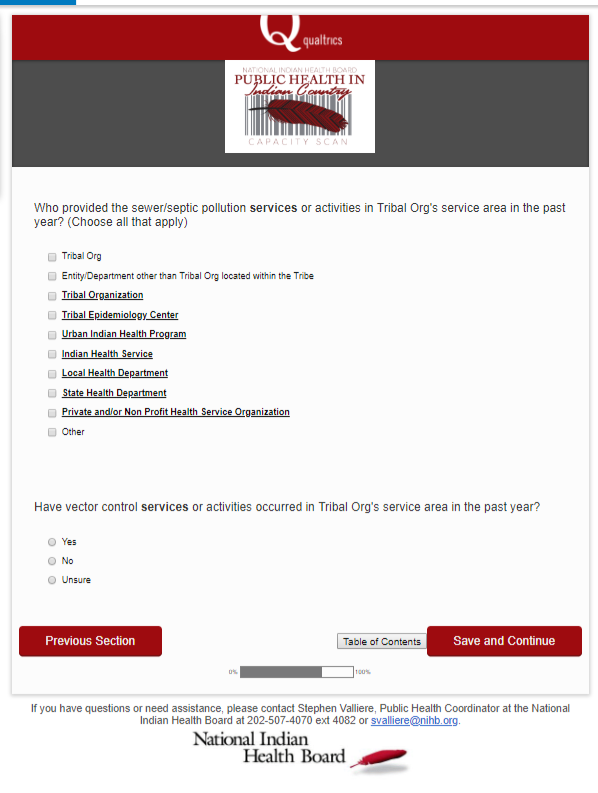 Qualtrics
NATIONAL INDIAN HEALTH BOARD
PUBLIC HEALTH IN
Indian Country
CAPACITY SCAN
Who provided the sewer/septic pollution services or activities in Tribal Org's service area in the past
year? (Choose all that apply)
Tribal Org
Entity/Department other than Tribal Org located within the Tribe
Tribal Organization
Tribal Epidemiology Center
Urban Indian Health Program
Indian Health Service
Local Health Department
State Health Department
Private and/or Non Profit Health Service Organization
Other
Have vector control services or activities occurred in Tribal Org's service area in the past year?
Yes
No
Unsure
Previous Section
Table of Contents
Save and Continue
0%
100%
If you have questions or need assistance, please contact Stephen Valliere, Public Health Coordinator at the National
Indian Health Board at 202-507-4070 ext 4082 or svalliere@nihb.org.
National Indian
Health Board